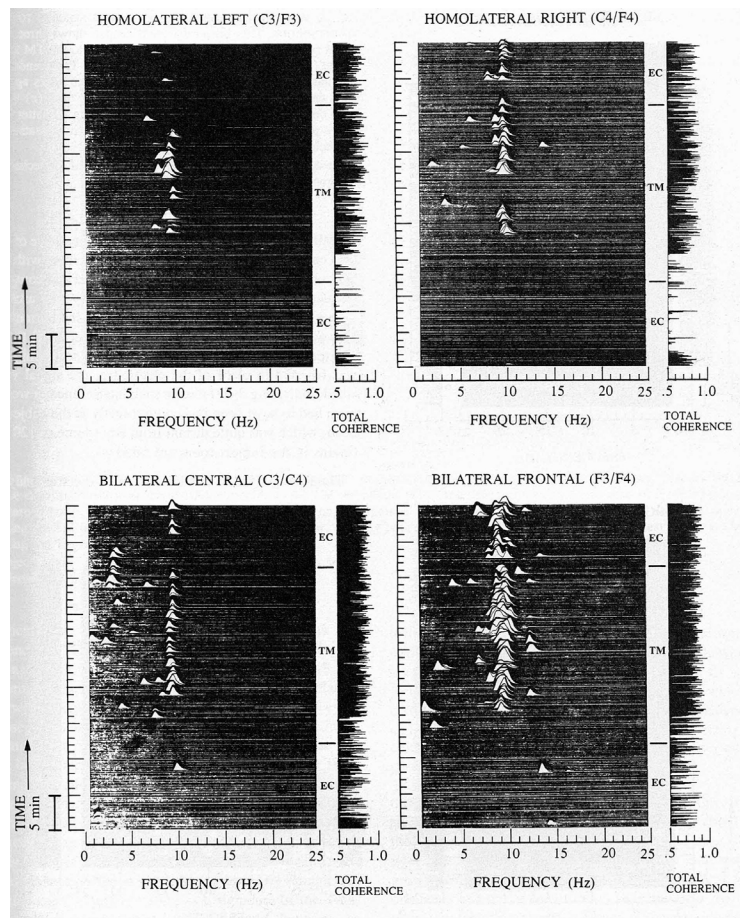 HOMOLATERAL LEFT (C3/F3)
HOMOLATERAL RIGHT (C4/F4)
EC
TM
EC
TIME
5 min
0 5 10 15 20 25
.5 1.0
FREQUENCY (Hz)
TOTAL
COHERENCE
EC
TM
EC
0 5 10 15 20 25
.5 1.0
FREQUENCY (Hz)
TOTAL
COHERENCE
BILATERAL CENTRAL (C3/C4)
BILATERAL FRONTAL (F3/F4)
EC
TM
EC
TIME
5 min
0 5 10 15 20 25
.5 1.0
FREQUENCY (Hz)
TOTAL
COHERENCE
EC
TM
EC
0 5 10 15 20 25
.5 1.0
FREQUENCY (Hz)
TOTAL
COHERENCE